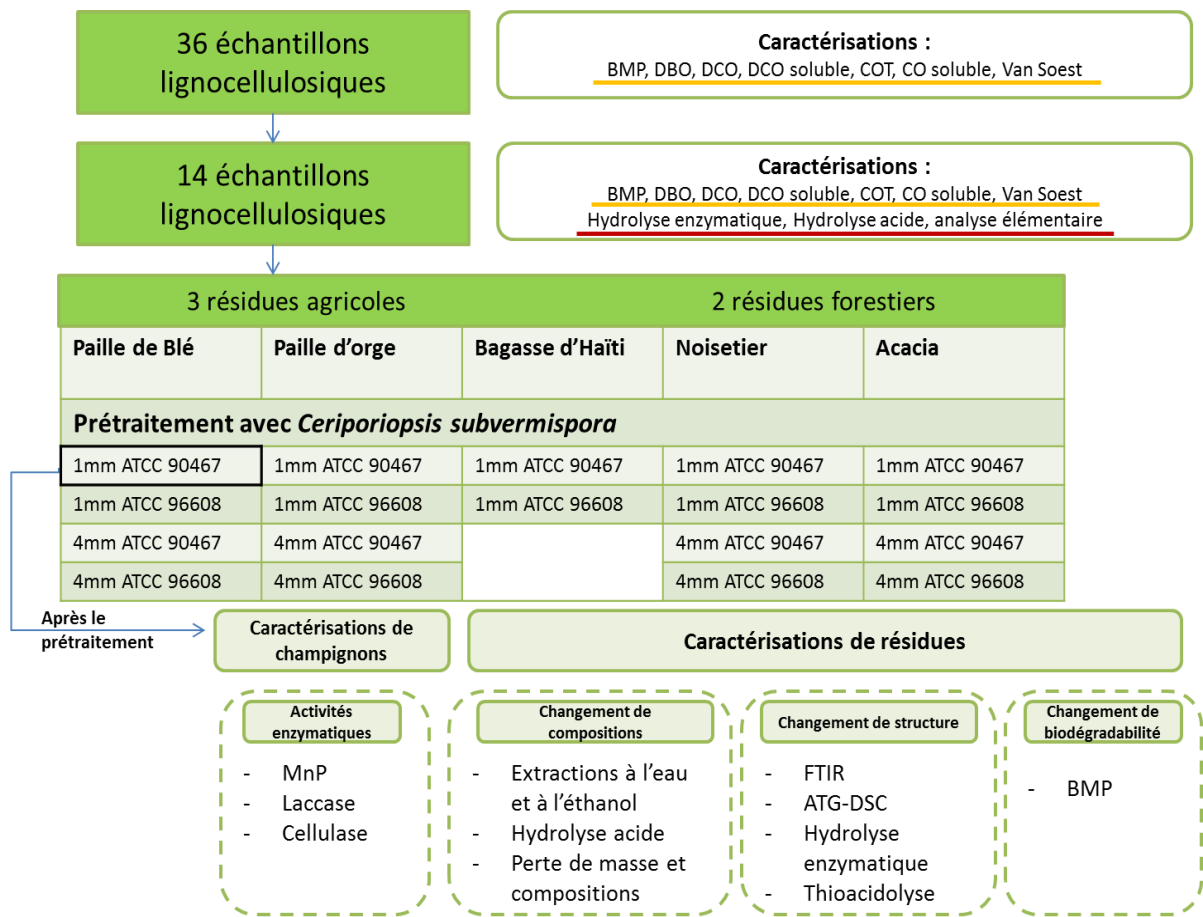 36 échantillons
lignocellulosiques
Caractérisations :
BMP, DBO, DCO, DCO soluble, COT, CO soluble, Van Soest
14 échantillons
lignocellulosiques
Caractérisations :
BMP, DBO, DCO, DCO soluble, COT, CO soluble, Van Soest
Hydrolyse enzymatique, Hydrolyse acide, analyse élémentaire
3 résidues agricoles
2 résidues forestiers
Paille de Blé
Paille d'orge
Bagasse d'Haïti
Noisetier
Acacia
Prétraitement avec Ceriporiopsis subvermispora
1mm ATCC 90467
1mm ATCC 90467
1mm ATCC 90467
1mm ATCC 90467
1mm ATCC 90467
1mm ATCC 96608
1mm ATCC 96608
1mm ATCC 96608
1mm ATCC 96608
1mm ATCC 96608
4mm ATCC 90467
4mm ATCC 90467
4mm ATCC 90467
4mm ATCC 90467
4mm ATCC 96608
4mm ATCC 96608
4mm ATCC 96608
4mm ATCC 96608
Après le
prétraitement
Caractérisations de
champignons
Caractérisations de résidues
Activités
enzymatiques
- MnP
- Laccase
- Cellulase
Changement de
compositions
- Extractions à l'eau
et à l'éthanol
- Hydrolyse acide
- Perte de masse et
compositions
Changement de structure
- FTIR
- ATG-DSC
- Hydrolyse
enzymatique
- Thioacidolyse
Changement de
biodégradabilité
- BMP